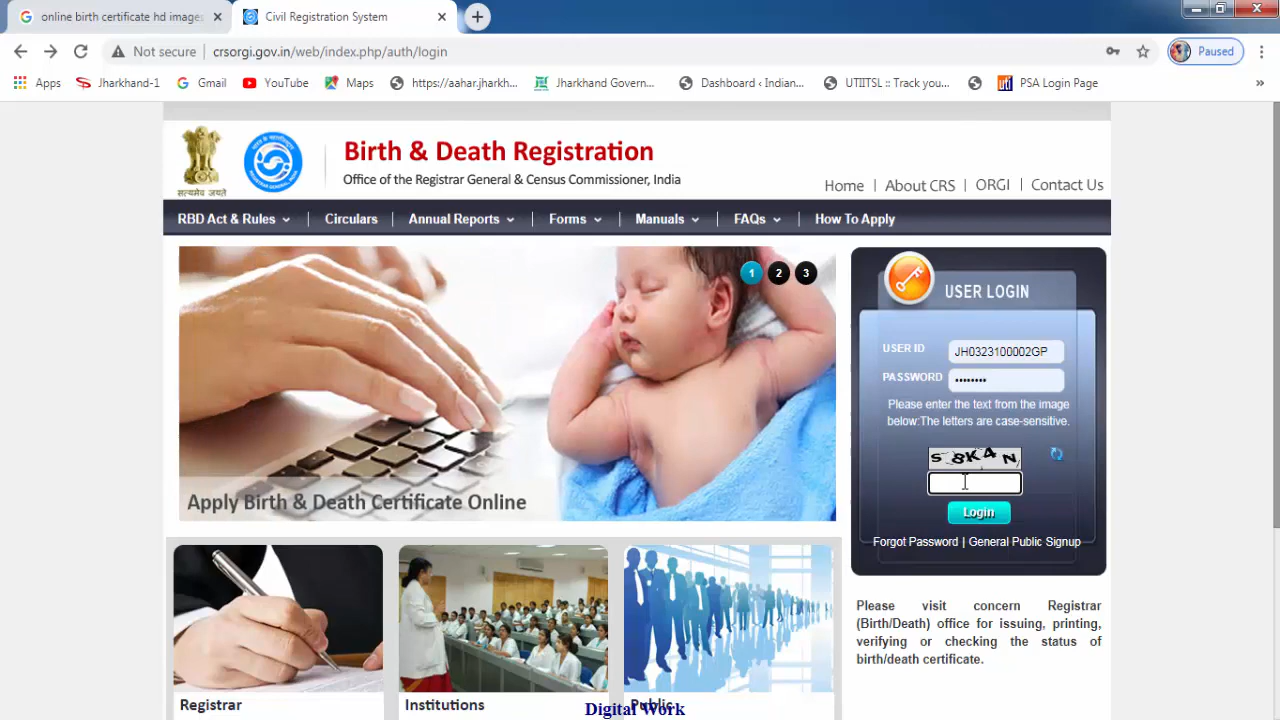 online birth certificate hd images
Civil Registration System
Not secure
crsorgi.gov.in/web/index.php/auth/login
Paused
Apps
Jharkhand-1
Gmail
YouTube
Maps
https://aahar.jharkh...
Jharkhand Govern...
Dashboard ‹ Indian...
UTIITSL :: Track you...
PSA Login Page
»
सत्यमेव जयते
Birth & Death Registration
Office of the Registrar General & Census Commissioner, India
Home | About CRS | ORGI | Contact Us
RBD Act & Rules | Circulars | Annual Reports | Forms | Manuals | FAQs | How To Apply
1 2 3
Apply Birth & Death Certificate Online
USER LOGIN
USER ID JH0323100002GP
PASSWORD ••••••••
Please enter the text from the image
below:The letters are case-sensitive.
S8K4N
Login
Forgot Password | General Public Signup
Please visit concern Registrar
(Birth/Death) office for issuing, printing,
verifying or checking the status of
birth/death certificate.
Registrar
Institutions
Public
Digital Work